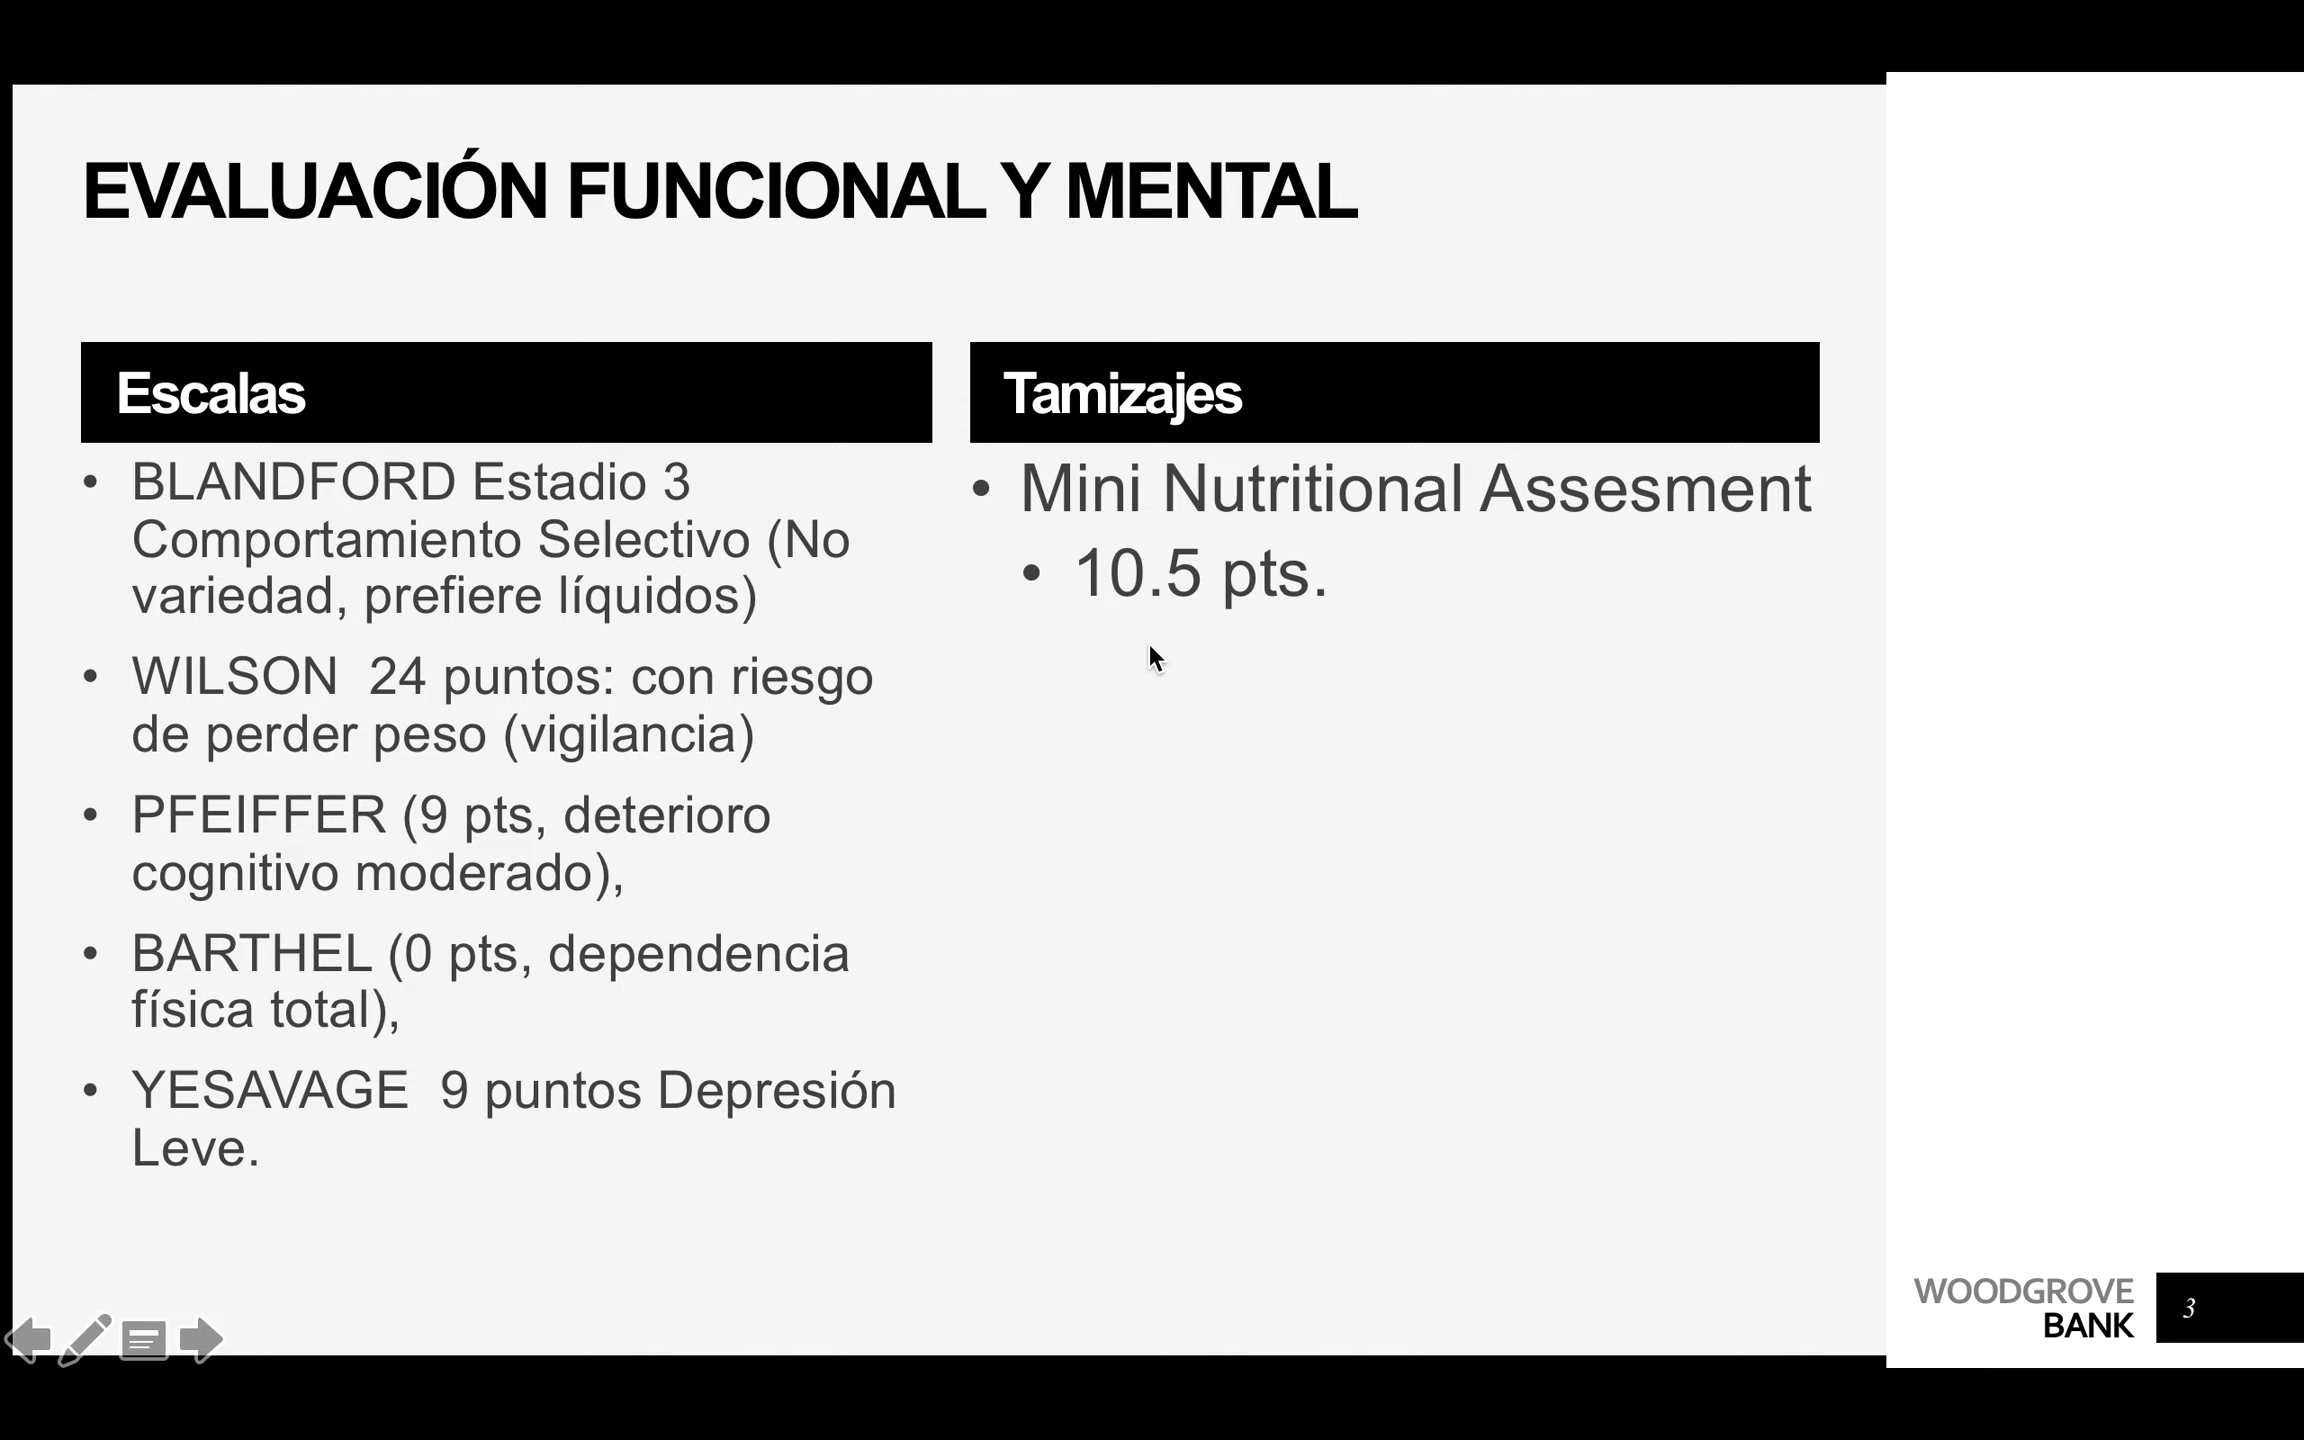 EVALUACIÓN FUNCIONAL Y MENTAL
Escalas
• BLANDFORD Estadio 3
Comportamiento Selectivo (No
variedad, prefiere líquidos)
• WILSON  24 puntos: con riesgo
de perder peso (vigilancia)
• PFEIFFER (9 pts, deterioro
cognitivo moderado),
• BARTHEL (0 pts, dependencia
física total),
• YESAVAGE  9 puntos Depresión
Leve.
Tamizajes
• Mini Nutritional Assesment
• 10.5 pts.
WOODGROVE
BANK
3